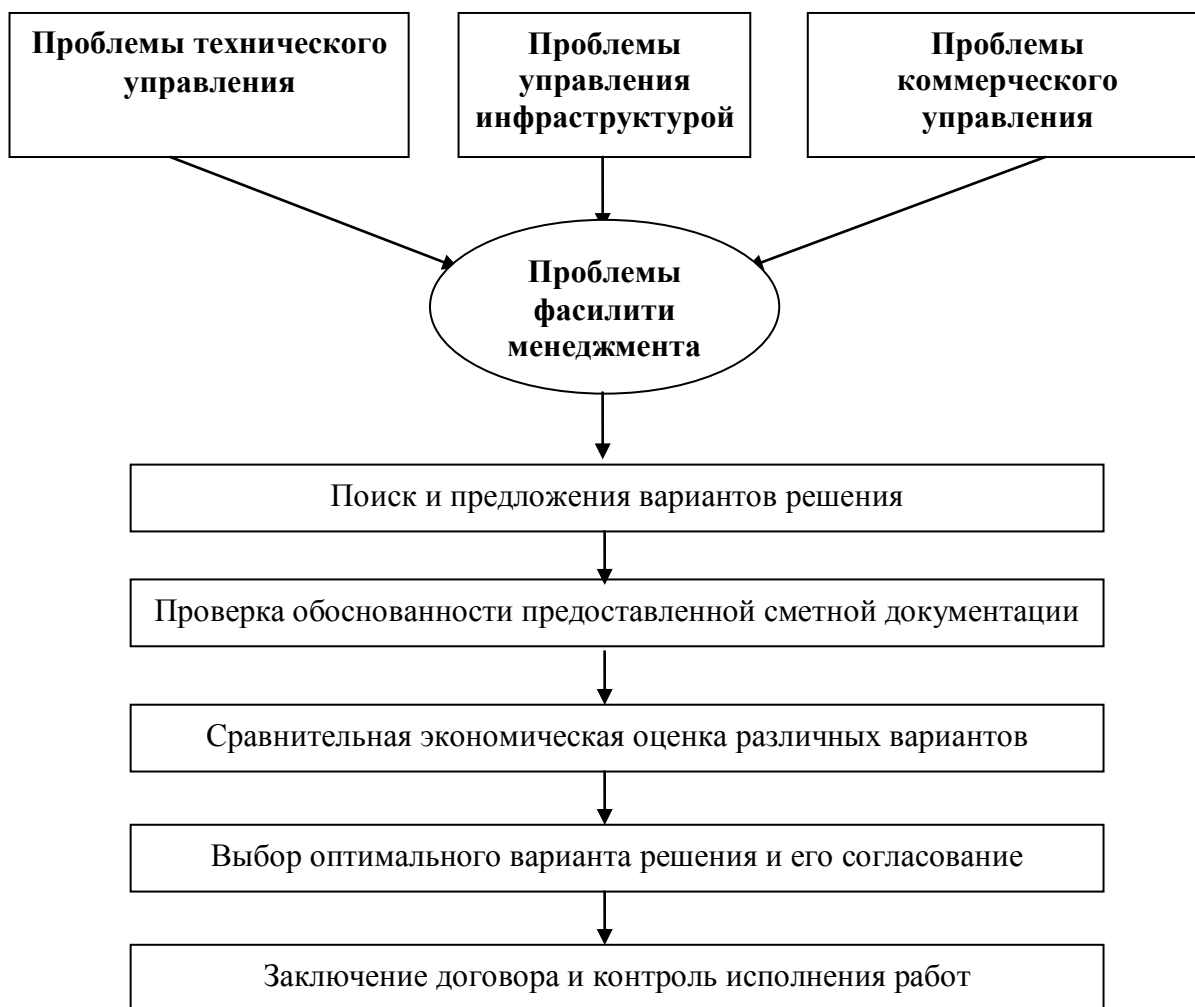 Проблемы технического
управления
Проблемы
управления
инфраструктурой
Проблемы
коммерческого
управления
Проблемы
фасилити
менеджмента
Поиск и предложения вариантов решения
Проверка обоснованности предоставленной сметной документации
Сравнительная экономическая оценка различных вариантов
Выбор оптимального варианта решения и его согласование
Заключение договора и контроль исполнения работ